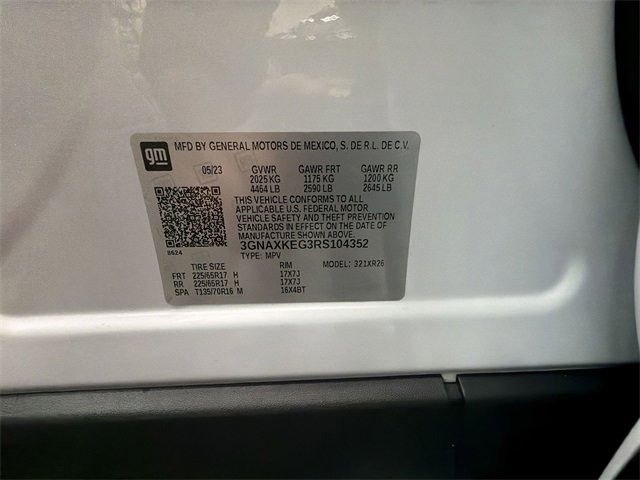 gm MFD BY GENERAL MOTORS DE MEXICO, S. DE R.L. DE C.V.
05/23 GVWR GAWR FRT GAWR RR
2025 KG 1175 KG 1200 KG
4464 LB 2590 LB 2645 LB
THIS VEHICLE CONFORMS TO ALL
APPLICABLE U.S. FEDERAL MOTOR
VEHICLE SAFETY AND THEFT PREVENTION
STANDARDS IN EFFECT ON THE DATE OF
MANUFACTURE SHOWN ABOVE.
3GNAXKEG3RS104352
8624
TYPE: MPV
TIRE SIZE RIM MODEL: 321XR26
FRT 225/65R17 H 17X7J
RR 225/65R17 H 17X7J
SPA T135/70R16 M 16X4BT